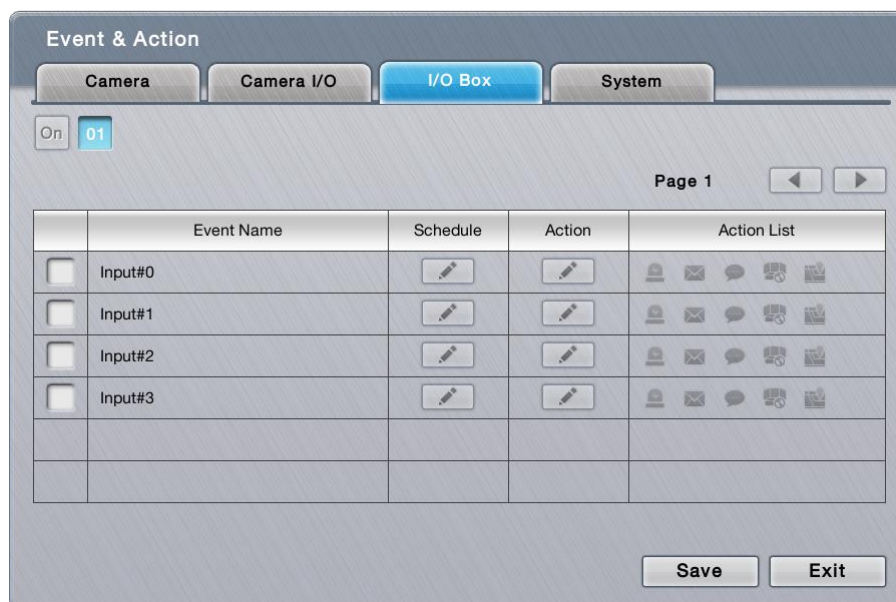 Event & Action
Camera Camera I/O I/O Box System
On 01
Page 1
Event Name Schedule Action Action List
Input#0
Input#1
Input#2
Input#3
Save Exit